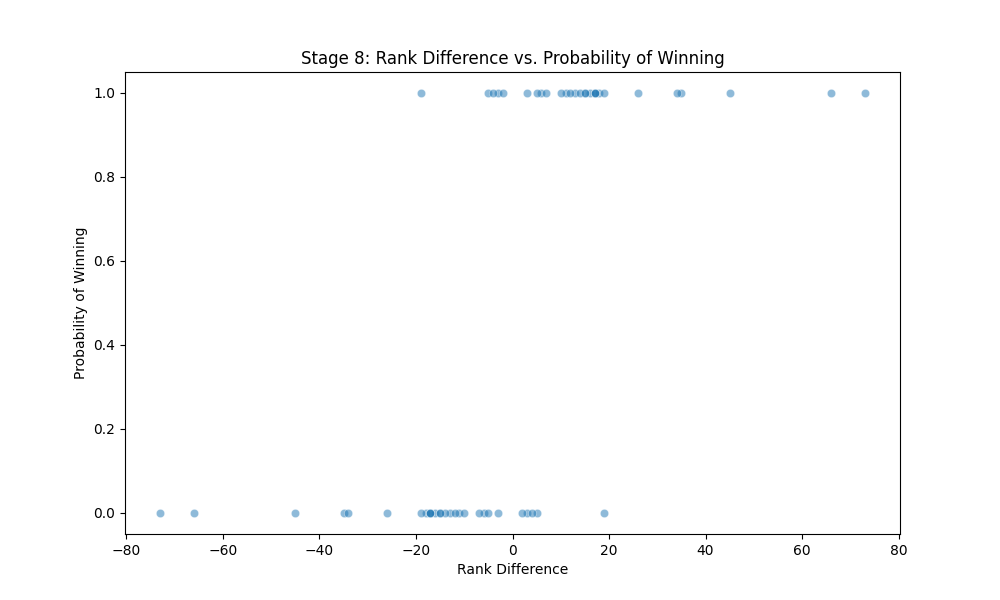 Stage 8: Rank Difference vs. Probability of Winning
1.0
0.8
0.6
0.4
0.2
0.0
Probability of Winning
−80 −60 −40 −20 0 20 40 60 80
Rank Difference